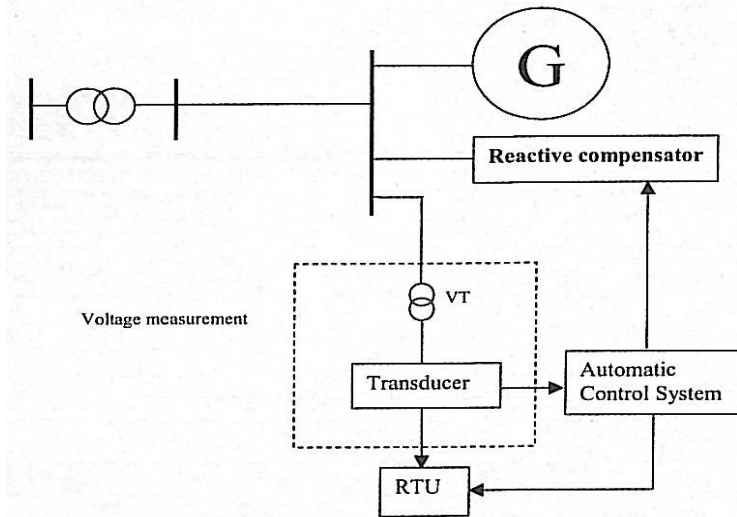 G
Reactive compensator
VT
Voltage measurement
Transducer
Automatic
Control System
RTU